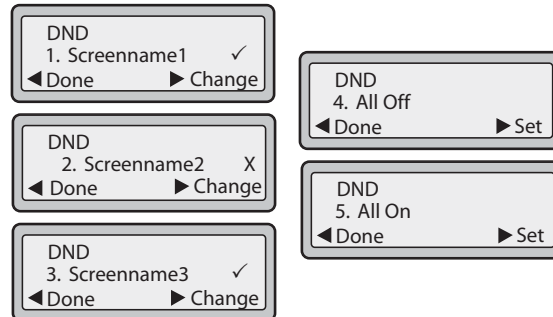 DND
1. Screenname1 ✓
◀ Done ▶ Change
DND
2. Screenname2 X
◀ Done ▶ Change
DND
3. Screenname3 ✓
◀ Done ▶ Change
DND
4. All Off
◀ Done ▶ Set
DND
5. All On
◀ Done ▶ Set